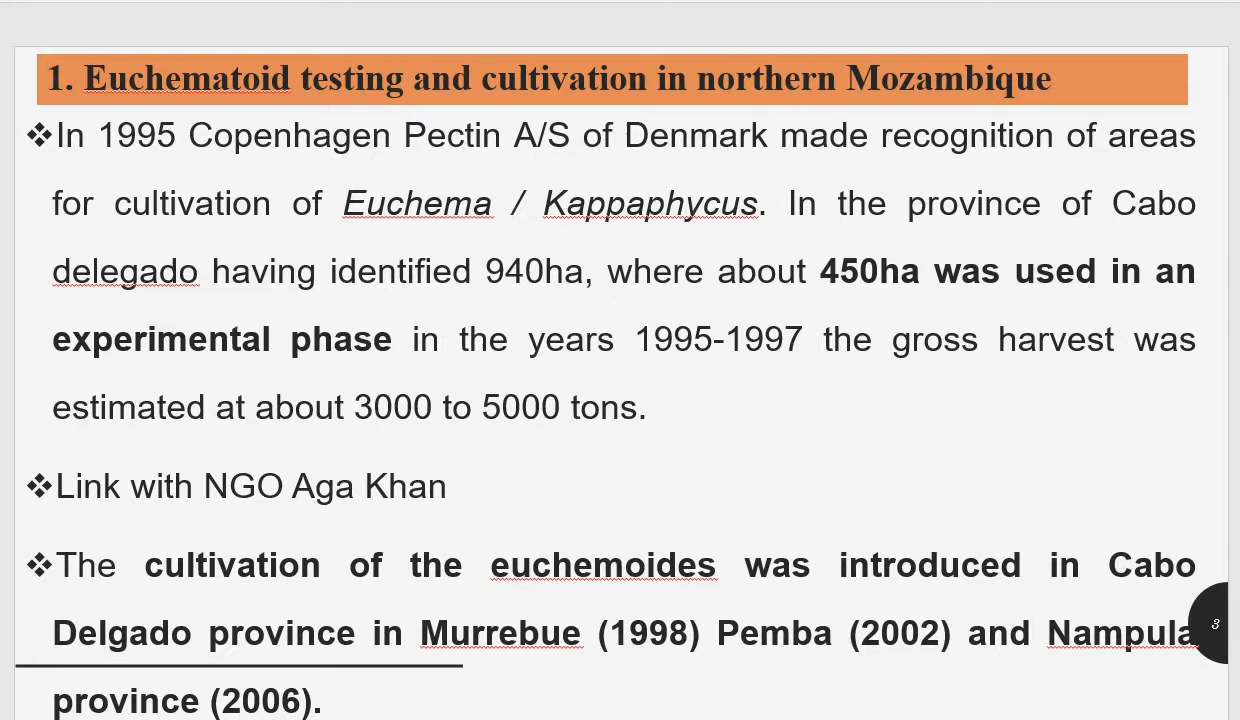 1. Euchematoid testing and cultivation in northern Mozambique
❖In 1995 Copenhagen Pectin A/S of Denmark made recognition of areas
for cultivation of Euchema / Kappaphycus. In the province of Cabo
delegado having identified 940ha, where about 450ha was used in an
experimental phase in the years 1995-1997 the gross harvest was
estimated at about 3000 to 5000 tons.
❖Link with NGO Aga Khan
❖The cultivation of the euchemoides was introduced in Cabo
Delgado province in Murrebue (1998) Pemba (2002) and Nampula
3
province (2006).